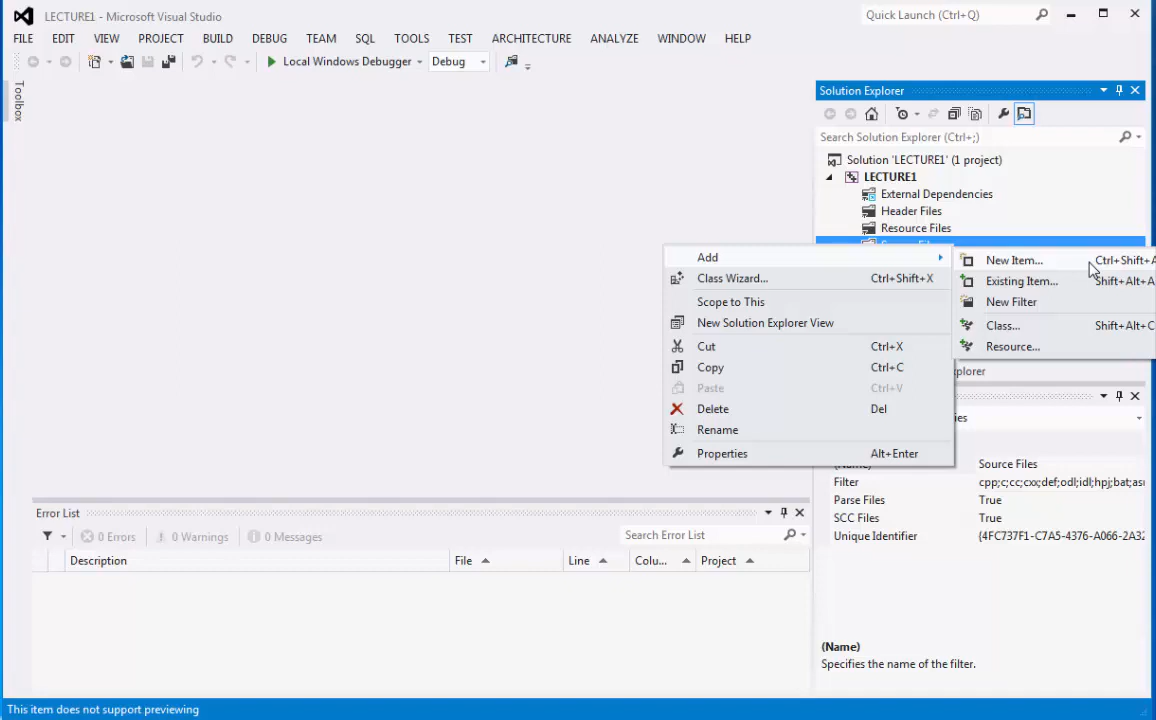 LECTURE1 - Microsoft Visual Studio
Quick Launch (Ctrl+Q)
FILE EDIT VIEW PROJECT BUILD DEBUG TEAM SQL TOOLS TEST ARCHITECTURE ANALYZE WINDOW HELP
Local Windows Debugger Debug
Toolbox
Solution Explorer
Search Solution Explorer (Ctrl+;)
Solution 'LECTURE1' (1 project)
LECTURE1
External Dependencies
Header Files
Resource Files
Add
Class Wizard... Ctrl+Shift+X
Scope to This
New Solution Explorer View
Cut Ctrl+X
Copy Ctrl+C
Paste Ctrl+V
Delete Del
Rename
Properties Alt+Enter
New Item... Ctrl+Shift+A
Existing Item... Shift+Alt+A
New Filter
Class... Shift+Alt+C
Resource...
(Name) Source Files
Filter cpp;c;cc;cxx;def;odl;idl;hpj;bat;as
Parse Files True
SCC Files True
Unique Identifier {4FC737F1-C7A5-4376-A066-2A32
(Name)
Specifies the name of the filter.
Error List
0 Errors 0 Warnings 0 Messages
Search Error List
Description File Line Colu... Project
This item does not support previewing